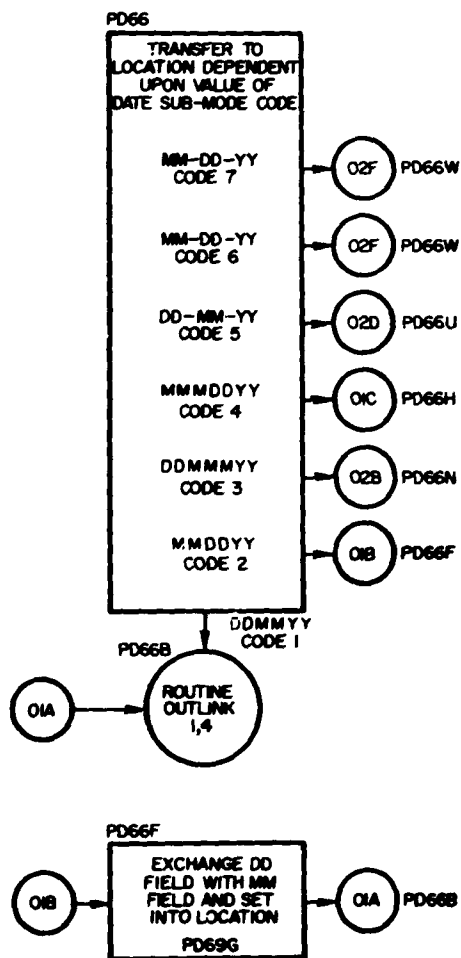 PD66
TRANSFER TO
LOCATION DEPENDENT
UPON VALUE OF
DATE SUB-MODE CODE
MM-DD-YY
CODE 7
02F PD66W
MM-DD-YY
CODE 6
02F PD66W
DD-MM-YY
CODE 5
02D PD66U
MMMDDYY
CODE 4
01C PD66H
DDMMMYY
CODE 3
02B PD66N
MMDDYY
CODE 2
01B PD66F
DDMMYY
CODE 1
PD66B
01A
ROUTINE
OUTLINK
1,4
PD66F
01B
EXCHANGE DD
FIELD WITH MM
FIELD AND SET
INTO LOCATION
PD69G
01A PD66B